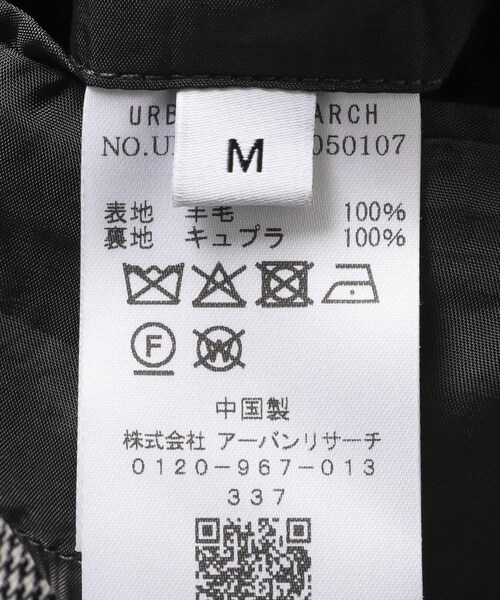 URB ARCH
NO.U 050107
M
表地 羊毛 100%
裏地 キュプラ 100%
F
W
中国製
株式会社 アーバンリサーチ
0120-967-013
337